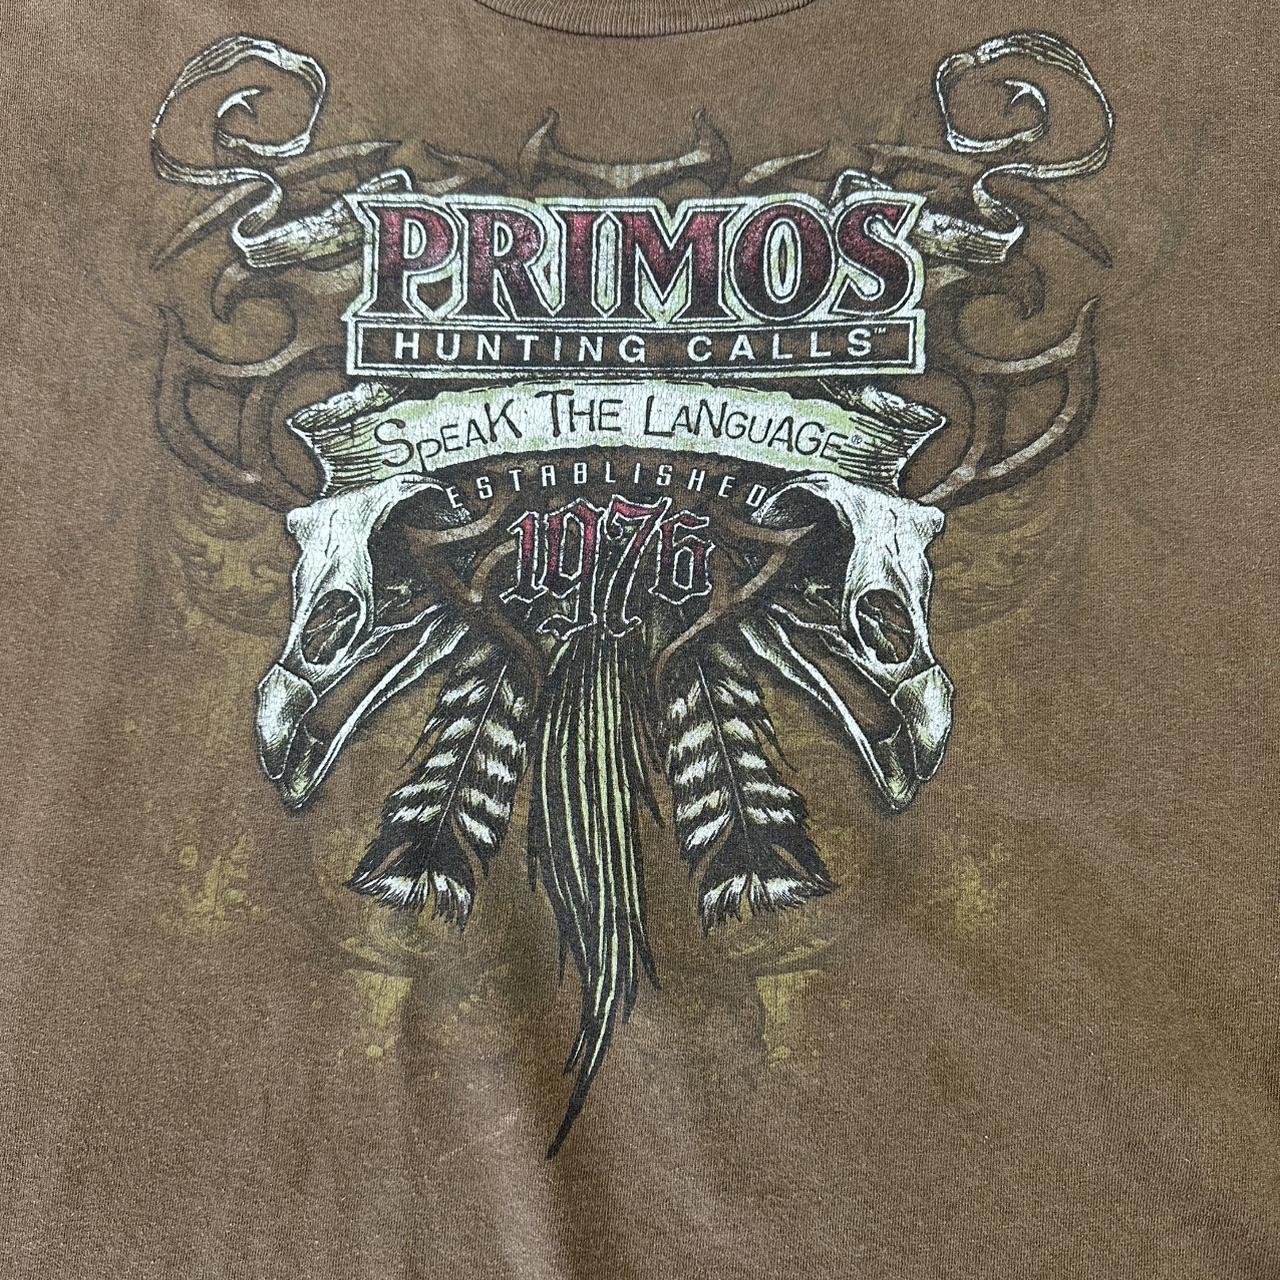 PRIMOS
HUNTING CALLS™
SPEAK THE LANGUAGE®
ESTABLISHED
1976